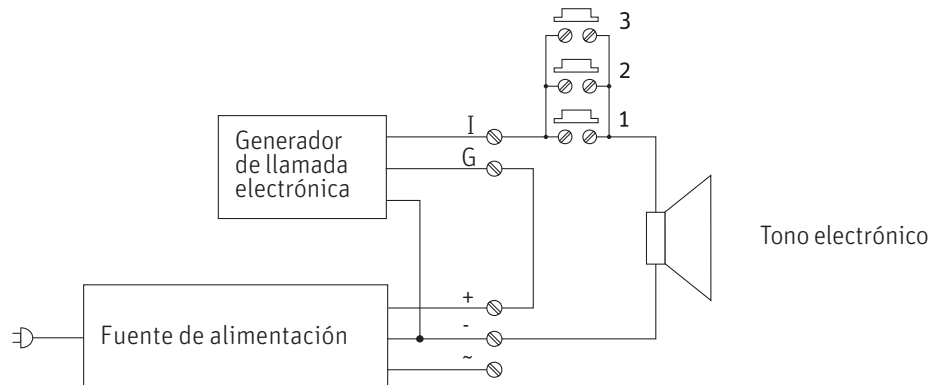 3
2
1
I
G
Generador
de llamada
electrónica
Tono electrónico
+
-
~
Fuente de alimentación